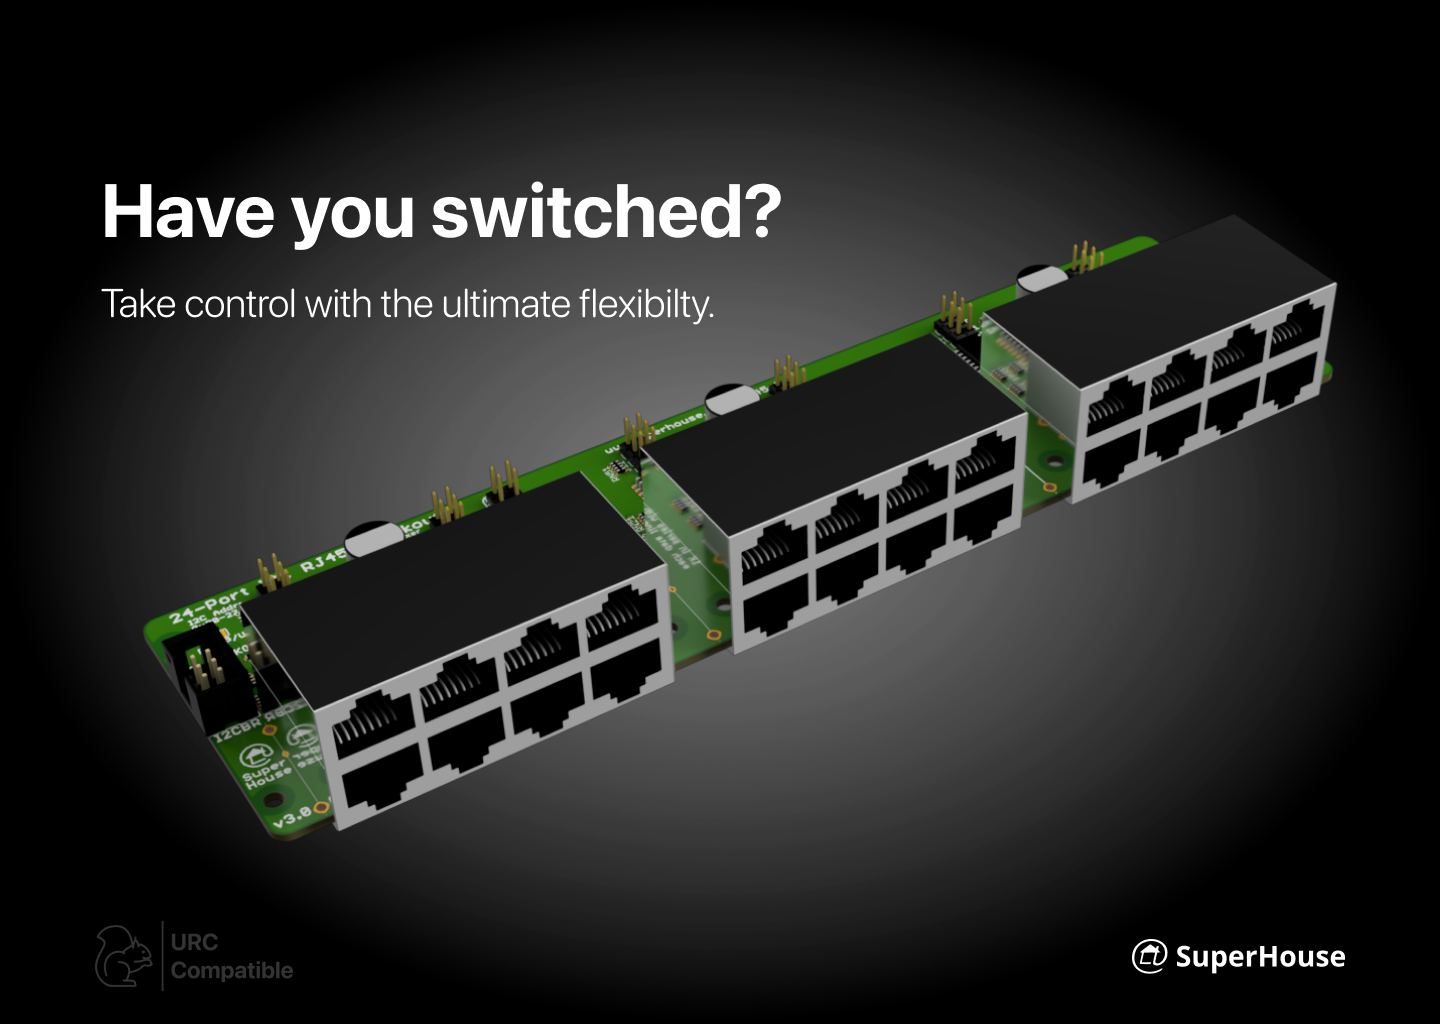 Have you switched?
Take control with the ultimate flexibilty.
24-Port
RJ45
I2C Addr
I2CBR
Super
House
v3.0
URC
Compatible
SuperHouse